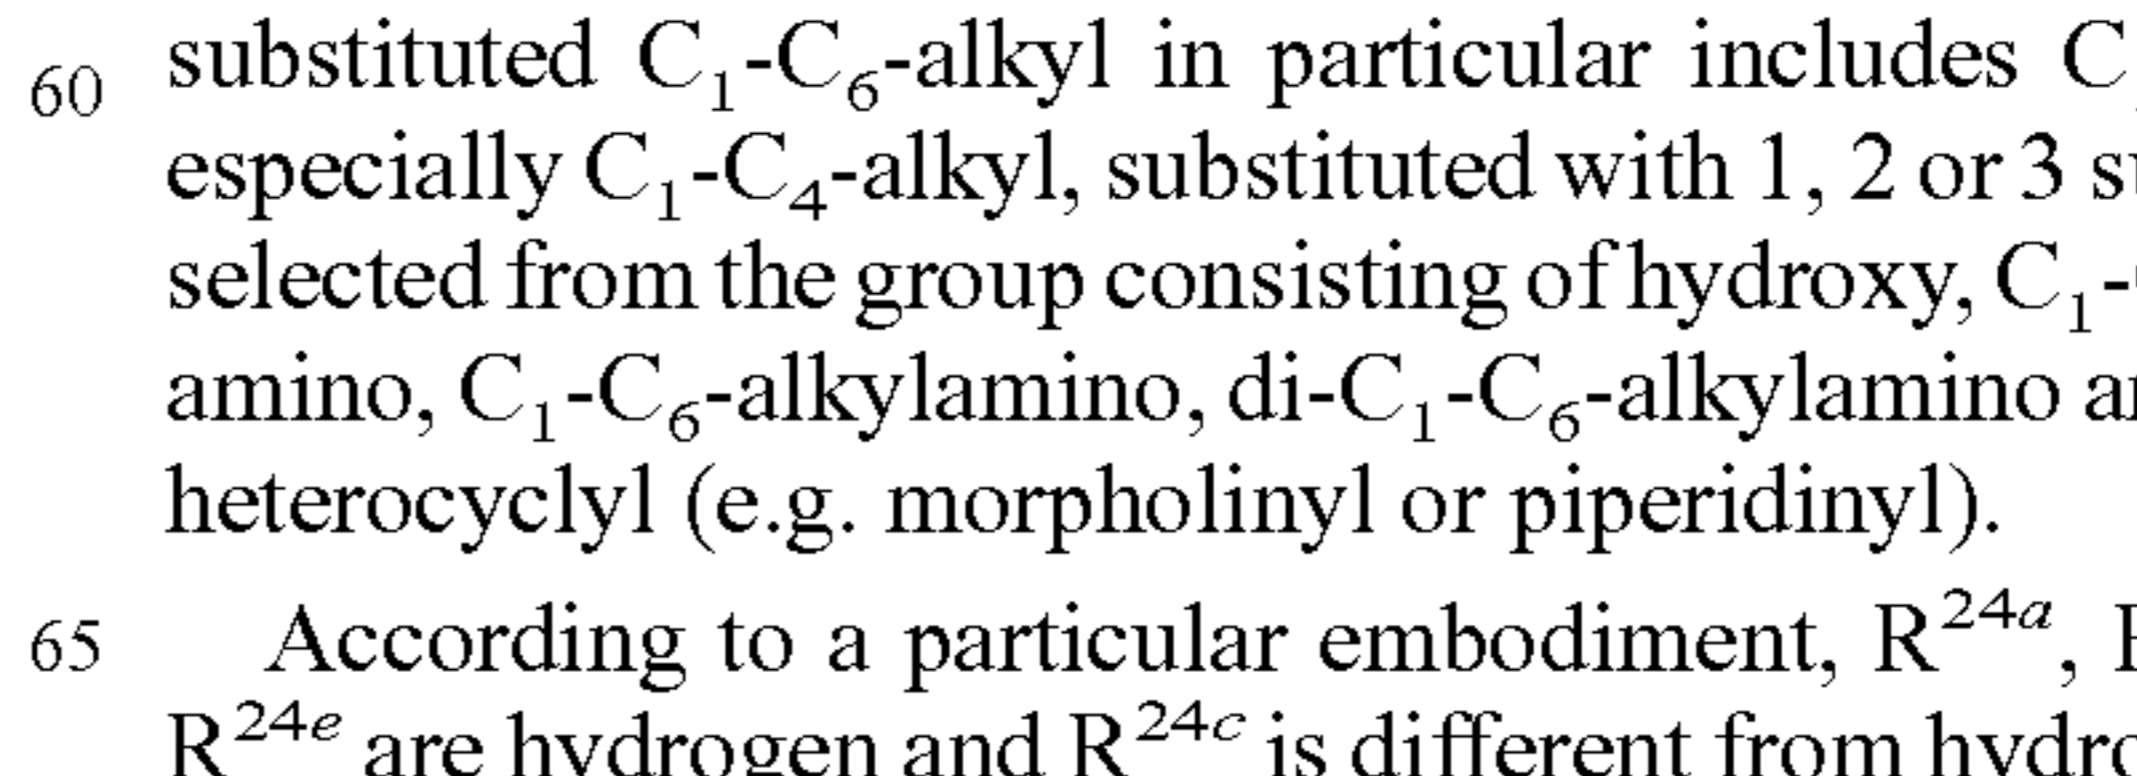 60 substituted C₁-C₆-alkyl in particular includes C
especially C₁-C₄-alkyl, substituted with 1, 2 or 3
selected from the group consisting of hydroxy, C₁-
amino, C₁-C₆-alkylamino, di-C₁-C₆-alkylamino
heterocyclyl (e.g. morpholinyl or piperidinyl).
65 According to a particular embodiment, R²⁴ᵃ,
R²⁴ᵉ are hydrogen and R²⁴ᶜ is different from